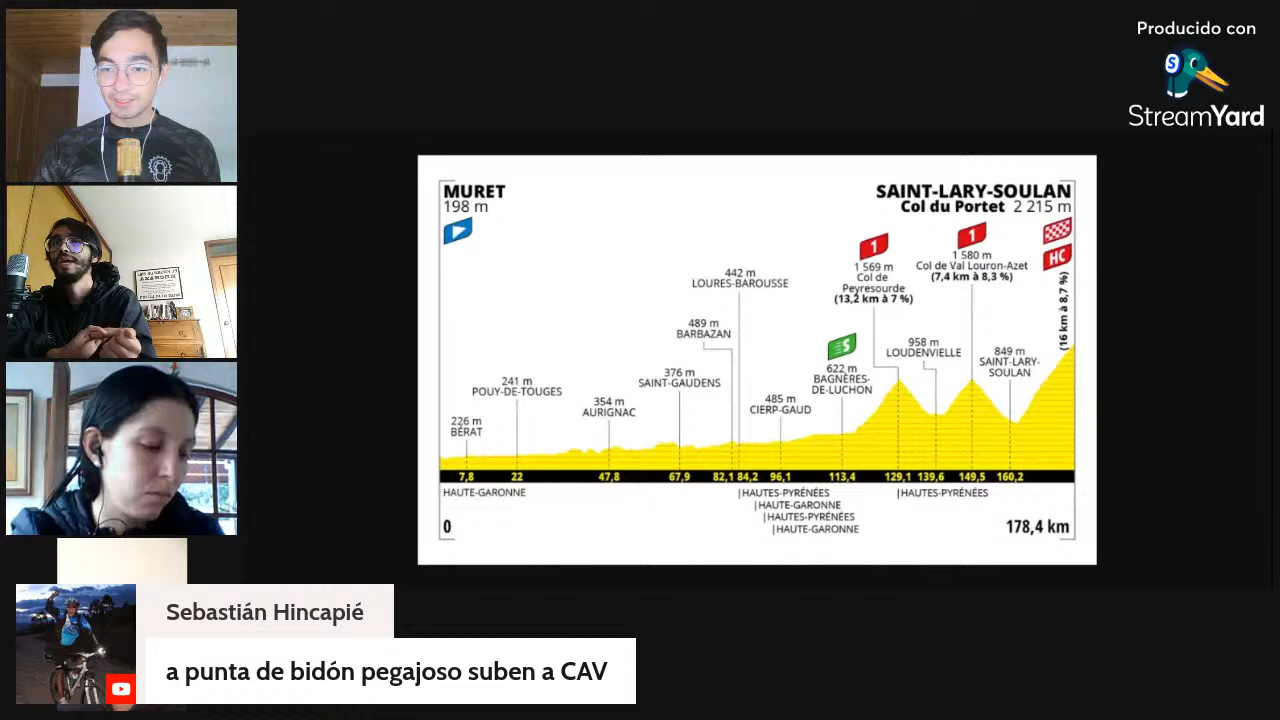 Producido con
S
StreamYard
MURET
198 m
SAINT-LARY-SOULAN
Col du Portet 2 215 m
HC
(16 km à 8,7 %)
1
1 580 m
Col de Val Louron-Azet
(7,4 km à 8,3 %)
1
1 569 m
Col de
Peyresourde
(13,2 km à 7 %)
442 m
LOURES-BAROUSSE
489 m
BARBAZAN
S
958 m
LOUDENVIELLE
849 m
SAINT-LARY-
SOULAN
622 m
BAGNÈRES-
DE-LUCHON
376 m
SAINT-GAUDENS
241 m
POUY-DE-TOUGES
354 m
AURIGNAC
485 m
CIERP-GAUD
226 m
BÉRAT
7,8 22 47,8 67,9 82,1 84,2 96,1 113,4 129,1 139,6 149,5 160,2
HAUTE-GARONNE
|HAUTES-PYRÉNÉES
|HAUTE-GARONNE
|HAUTES-PYRÉNÉES
|HAUTE-GARONNE
|HAUTES-PYRÉNÉES
0
178,4 km
Sebastián Hincapié
a punta de bidón pegajoso suben a CAV